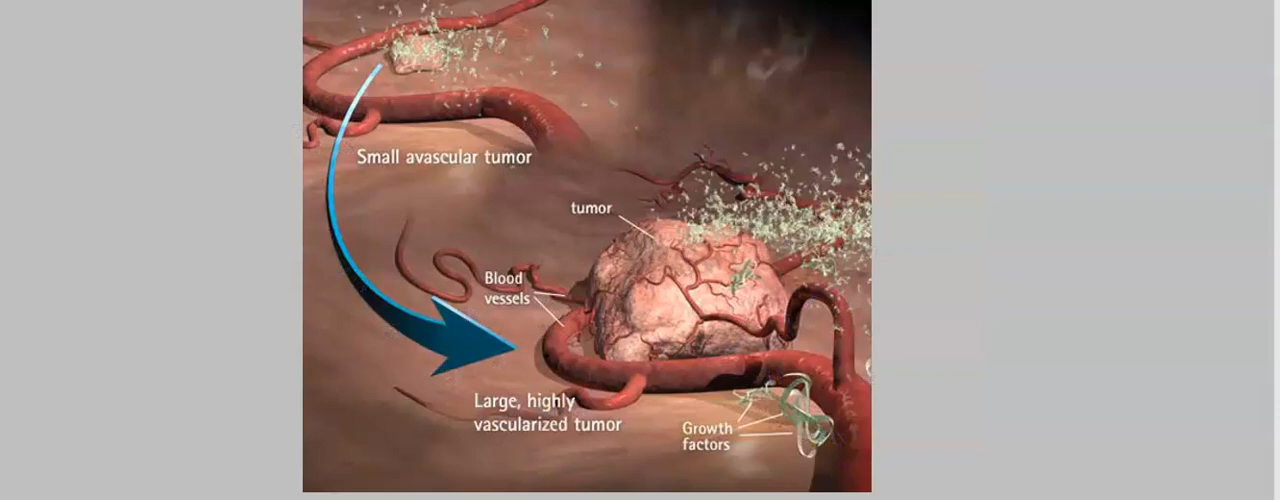 Small avascular tumor
tumor
Blood
vessels
Large, highly
vascularized tumor
Growth
factors